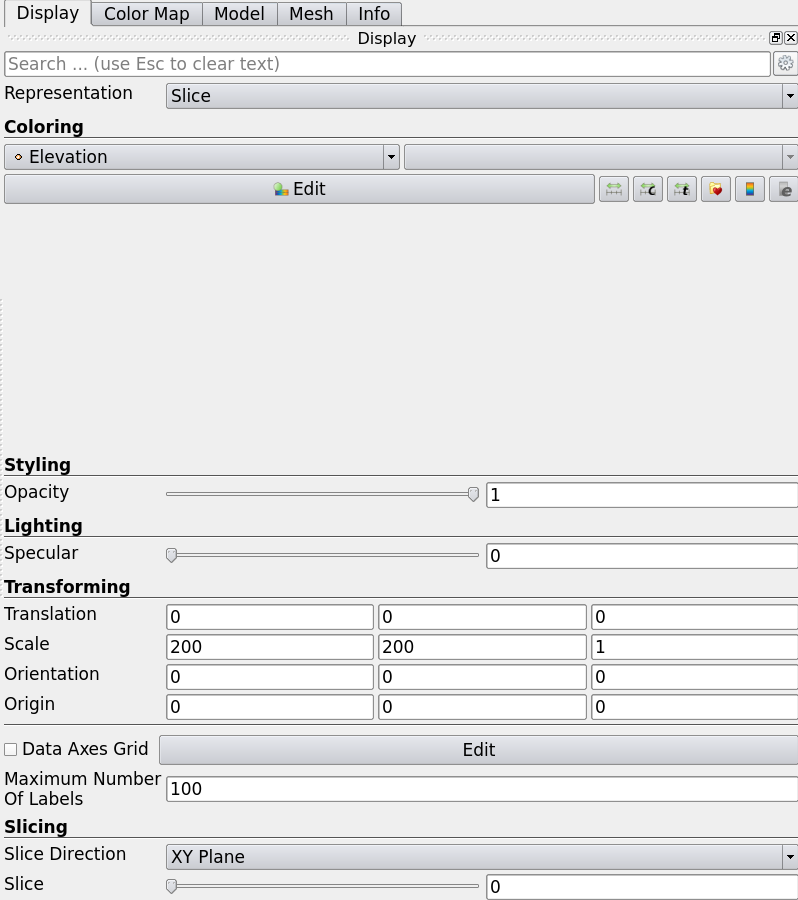 Display Color Map Model Mesh Info
Display
Search ... (use Esc to clear text)
Representation Slice
Coloring
Elevation
Edit c t e
Styling
Opacity 1
Lighting
Specular 0
Transforming
Translation 0 0 0
Scale 200 200 1
Orientation 0 0 0
Origin 0 0 0
Data Axes Grid Edit
Maximum Number
Of Labels 100
Slicing
Slice Direction XY Plane
Slice 0